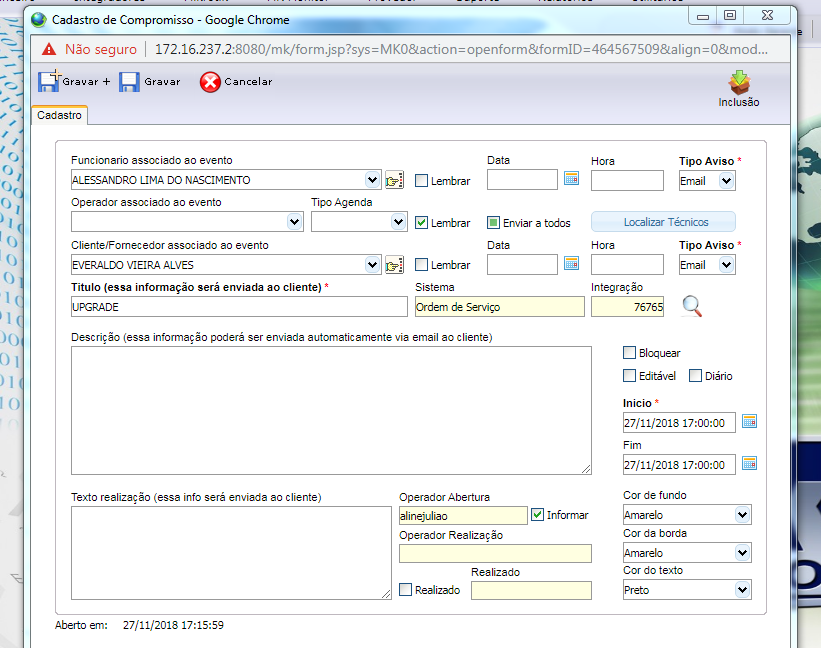 Cadastro de Compromisso - Google Chrome
Não seguro 172.16.237.2:8080/mk/form.jsp?sys=MK0&action=openform&formID=464567509&align=0&mod...
Gravar + Gravar Cancelar
Inclusão
Cadastro
Funcionario associado ao evento Data Hora Tipo Aviso *
ALESSANDRO LIMA DO NASCIMENTO Lembrar Email
Operador associado ao evento Tipo Agenda
Lembrar Enviar a todos Localizar Técnicos
Cliente/Fornecedor associado ao evento Data Hora Tipo Aviso *
EVERALDO VIEIRA ALVES Lembrar Email
Titulo (essa informação será enviada ao cliente) * Sistema Integração
UPGRADE Ordem de Serviço 76765
Descrição (essa informação poderá ser enviada automaticamente via email ao cliente)
Bloquear
Editável Diário
Inicio *
27/11/2018 17:00:00
Fim
27/11/2018 17:00:00
Texto realização (essa info será enviada ao cliente) Operador Abertura Cor de fundo
alinejuliao Informar Amarelo
Operador Realização Cor da borda
Amarelo
Realizado Cor do texto
Realizado Preto
Aberto em: 27/11/2018 17:15:59